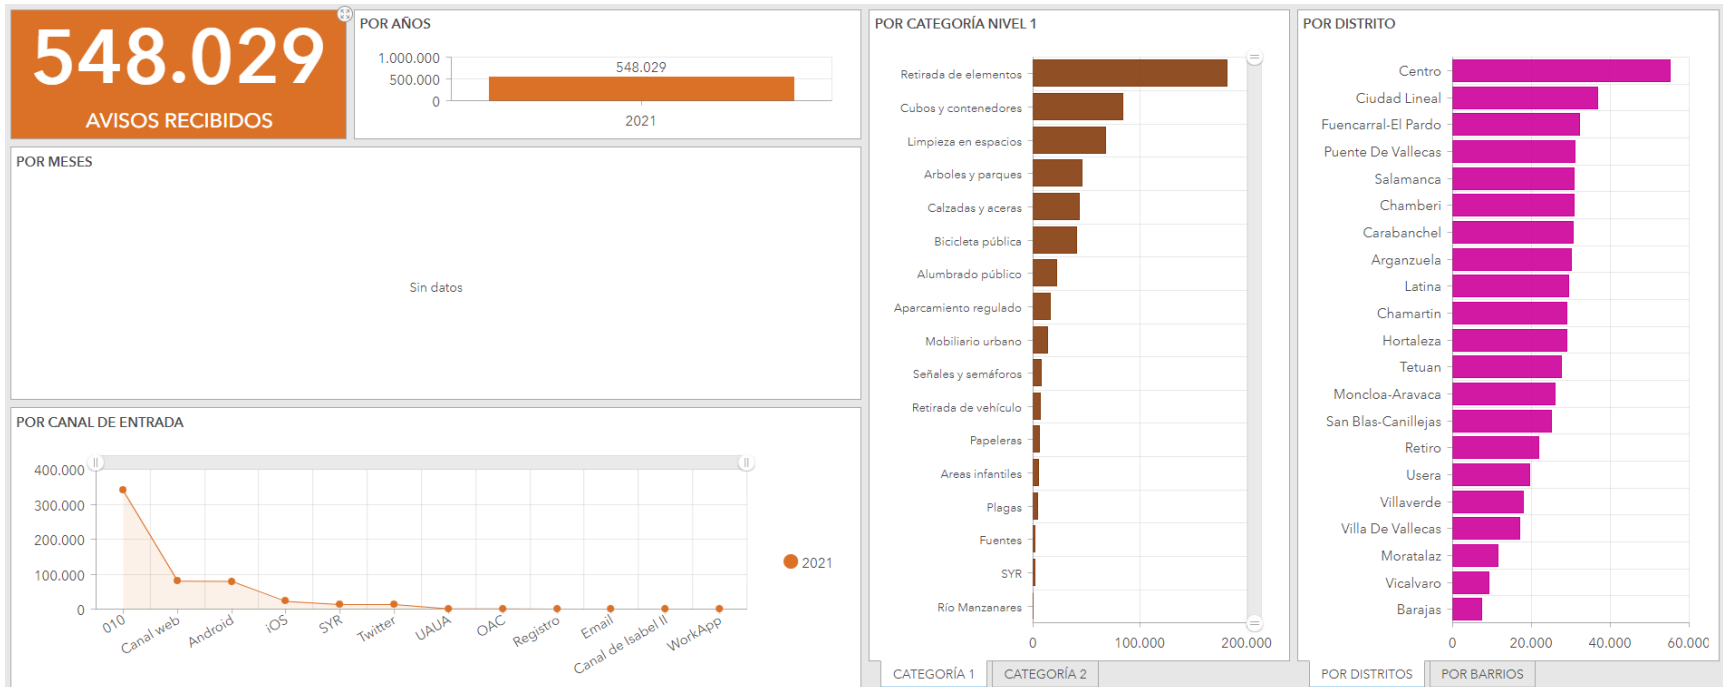 548.029
AVISOS RECIBIDOS
POR AÑOS
1.000.000
500.000
0
548.029
2021
POR MESES
Sin datos
POR CANAL DE ENTRADA
400.000
300.000
200.000
100.000
0
010
Canal web
Android
iOS
SYR
Twitter
UAUA
OAC
Registro
Email
Canal de Isabel II
WorkApp
2021
POR CATEGORÍA NIVEL 1
Retirada de elementos
Cubos y contenedores
Limpieza en espacios
Arboles y parques
Calzadas y aceras
Bicicleta pública
Alumbrado público
Aparcamiento regulado
Mobiliario urbano
Señales y semáforos
Retirada de vehículo
Papeleras
Areas infantiles
Plagas
Fuentes
SYR
Río Manzanares
0
100.000
200.000
CATEGORÍA 1
CATEGORÍA 2
POR DISTRITO
Centro
Ciudad Lineal
Fuencarral-El Pardo
Puente De Vallecas
Salamanca
Chamberi
Carabanchel
Arganzuela
Latina
Chamartin
Hortaleza
Tetuan
Moncloa-Aravaca
San Blas-Canillejas
Retiro
Usera
Villaverde
Villa De Vallecas
Moratalaz
Vicalvaro
Barajas
0
20.000
40.000
60.000
POR DISTRITOS
POR BARRIOS